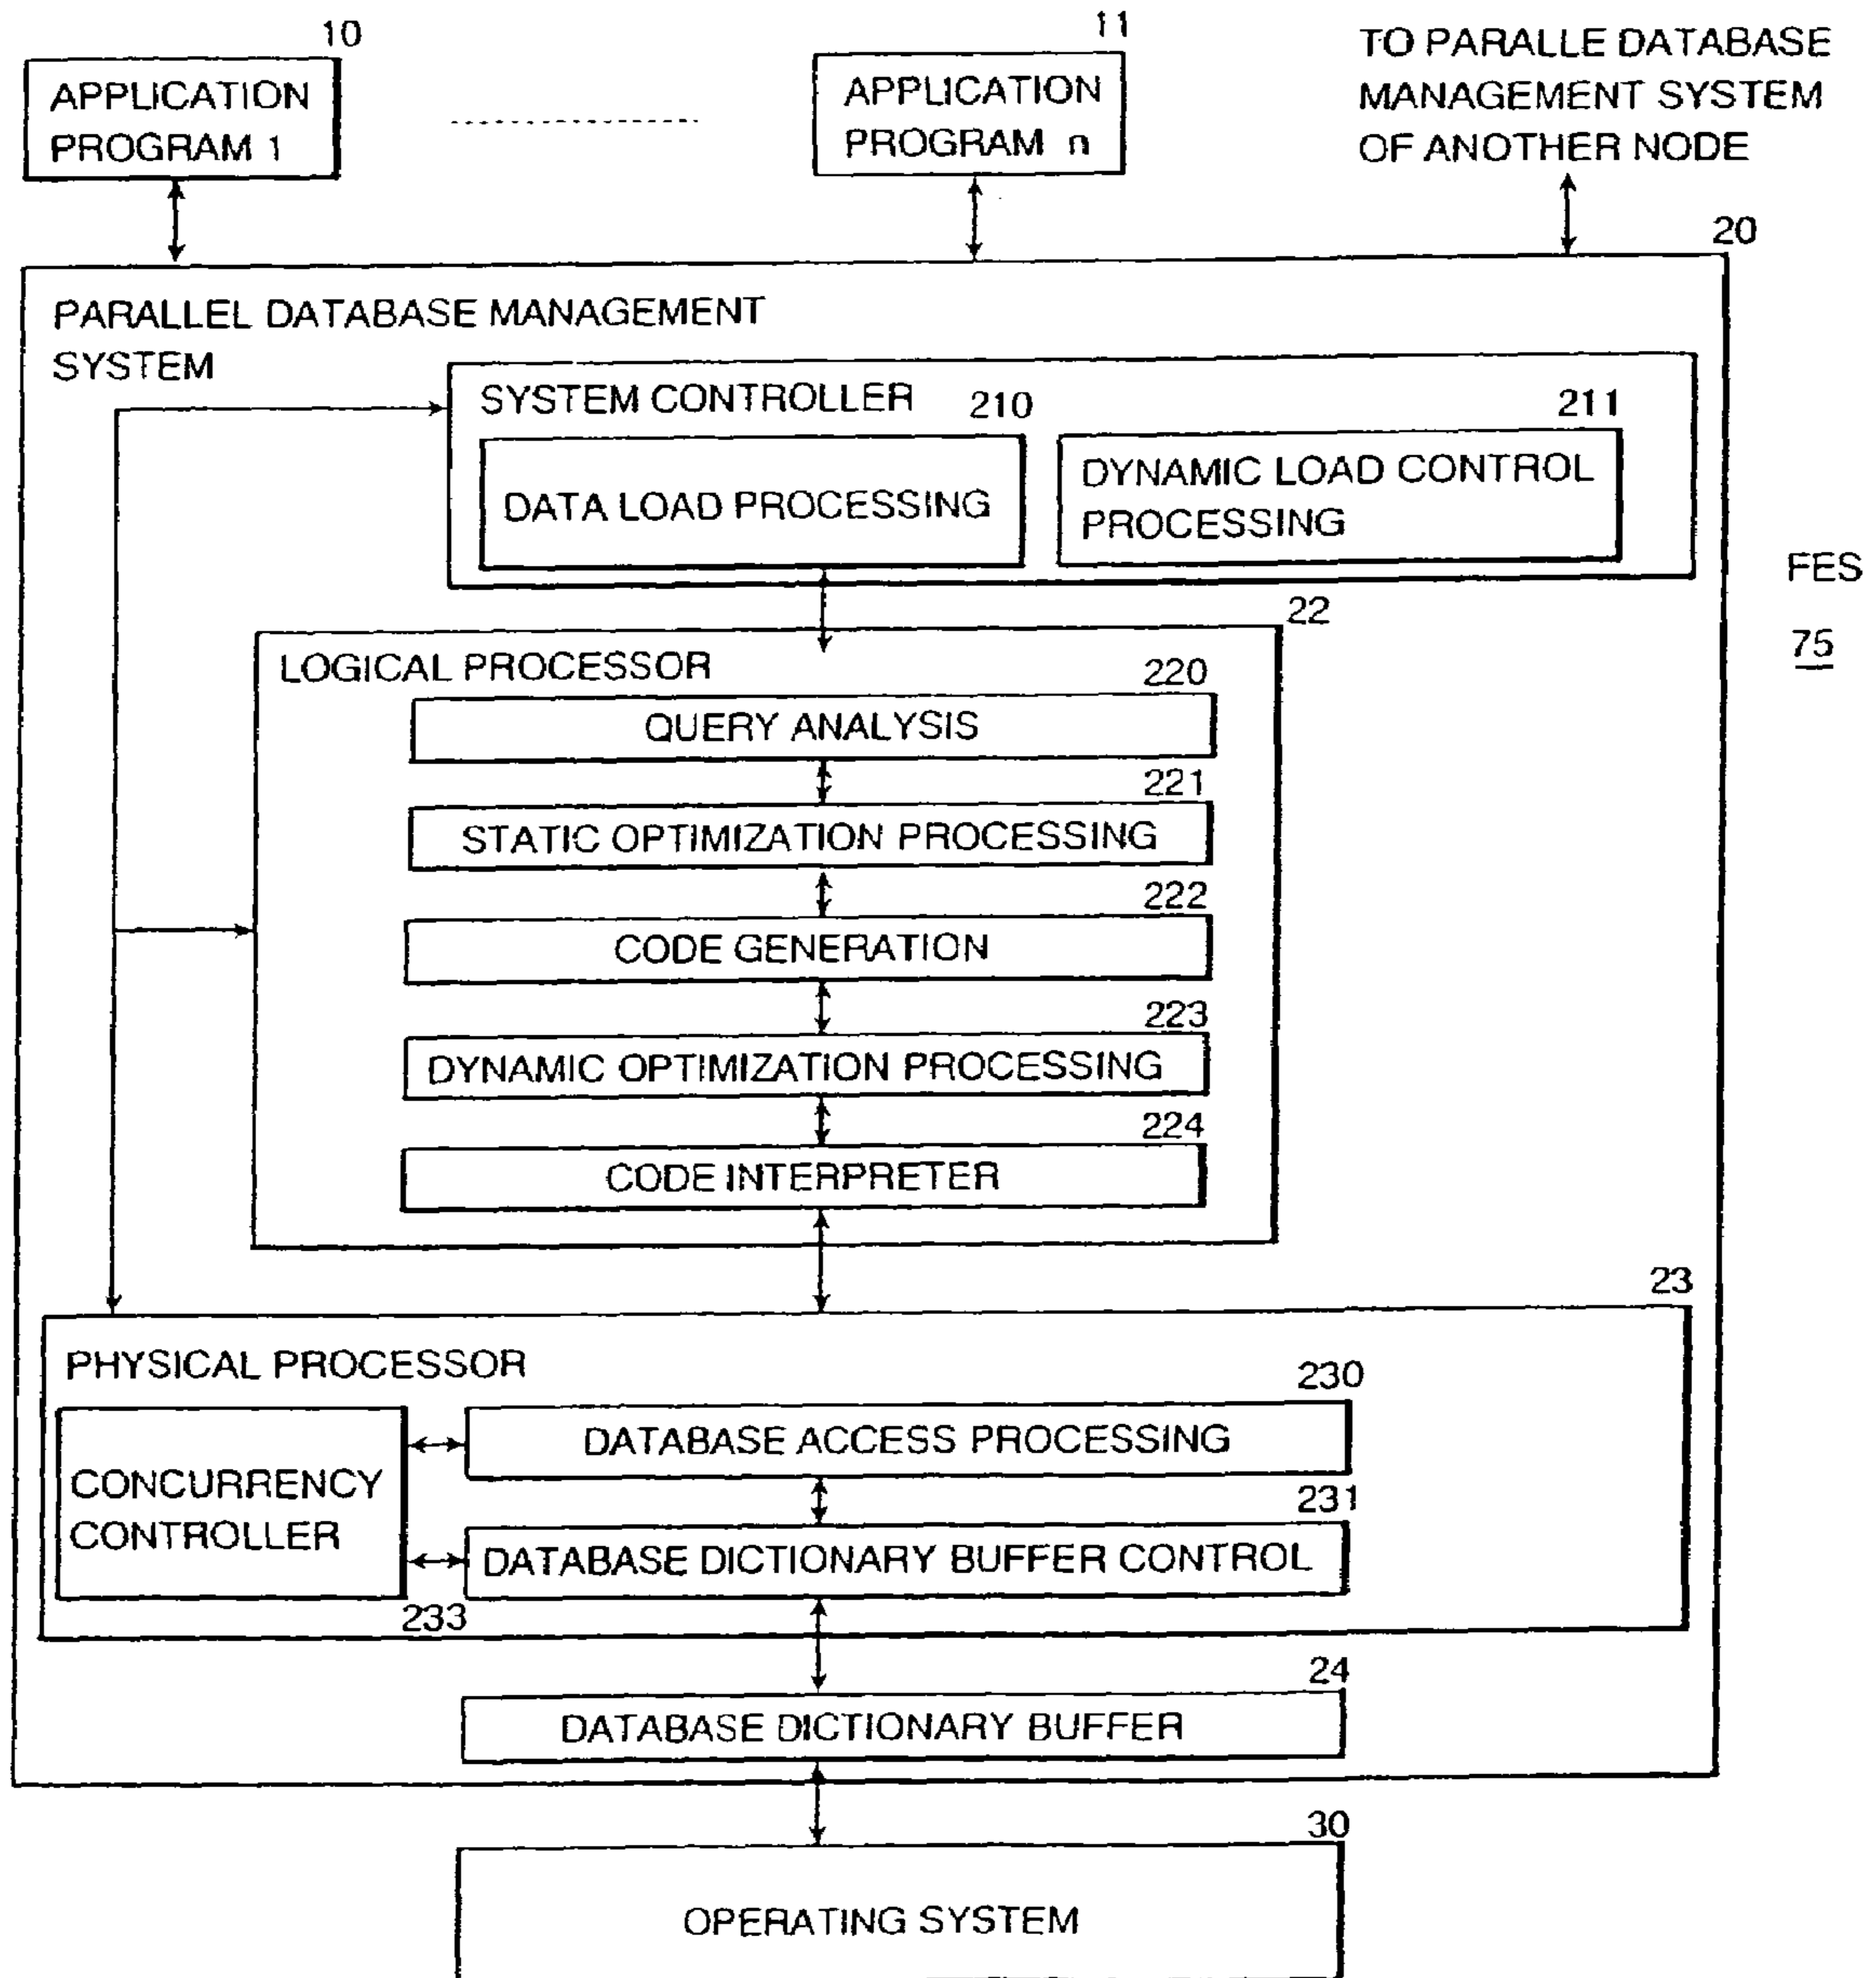 10
APPLICATION
PROGRAM 1
11
APPLICATION
PROGRAM n
TO PARALLE DATABASE
MANAGEMENT SYSTEM
OF ANOTHER NODE
20
PARALLEL DATABASE MANAGEMENT
SYSTEM
SYSTEM CONTROLLER
210
DATA LOAD PROCESSING
211
DYNAMIC LOAD CONTROL
PROCESSING
FES
75
22
LOGICAL PROCESSOR
220
QUERY ANALYSIS
221
STATIC OPTIMIZATION PROCESSING
222
CODE GENERATION
223
DYNAMIC OPTIMIZATION PROCESSING
224
CODE INTERPRETER
23
PHYSICAL PROCESSOR
230
DATABASE ACCESS PROCESSING
CONCURRENCY
CONTROLLER
231
DATABASE DICTIONARY BUFFER CONTROL
233
24
DATABASE DICTIONARY BUFFER
30
OPERATING SYSTEM